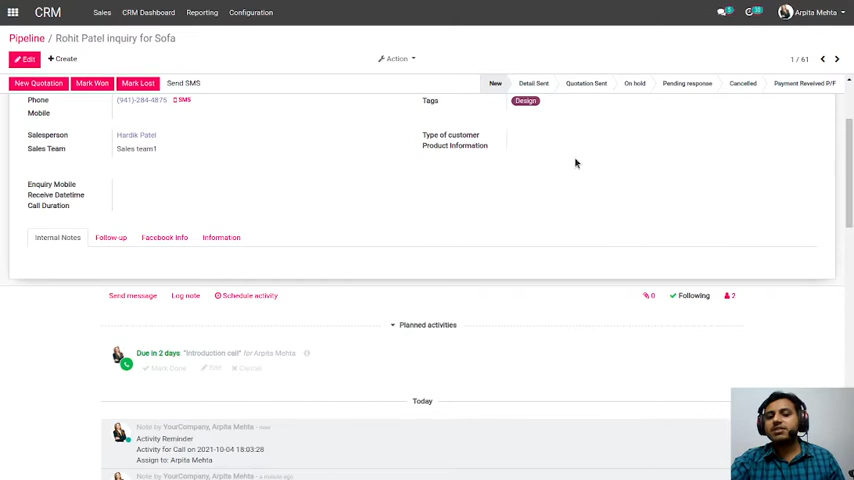 CRM Sales CRM Dashboard Reporting Configuration 5 10 Arpita Mehta
Pipeline / Rohit Patel inquiry for Sofa
Edit Create Action 1 / 61
New Quotation Mark Won Mark Lost Send SMS New Detail Sent Quotation Sent On hold Pending response Cancelled Payment Reveived P/F
Phone (941)-284-4875 SMS Tags Design
Mobile
Salesperson Hardik Patel Type of customer
Sales Team Sales team1 Product Information
Enquiry Mobile
Receive Datetime
Call Duration
Internal Notes Follow-up Facebook Info Information
Send message Log note Schedule activity 0 Following 2
Planned activities
Due in 2 days: "Introduction call" for Arpita Mehta
Mark Done Edit Cancel
Today
Note by YourCompany, Arpita Mehta - now
Activity Reminder
Activity for Call on 2021-10-04 18:03:28
Assign to: Arpita Mehta
Note by YourCompany, Arpita Mehta - a minute ago